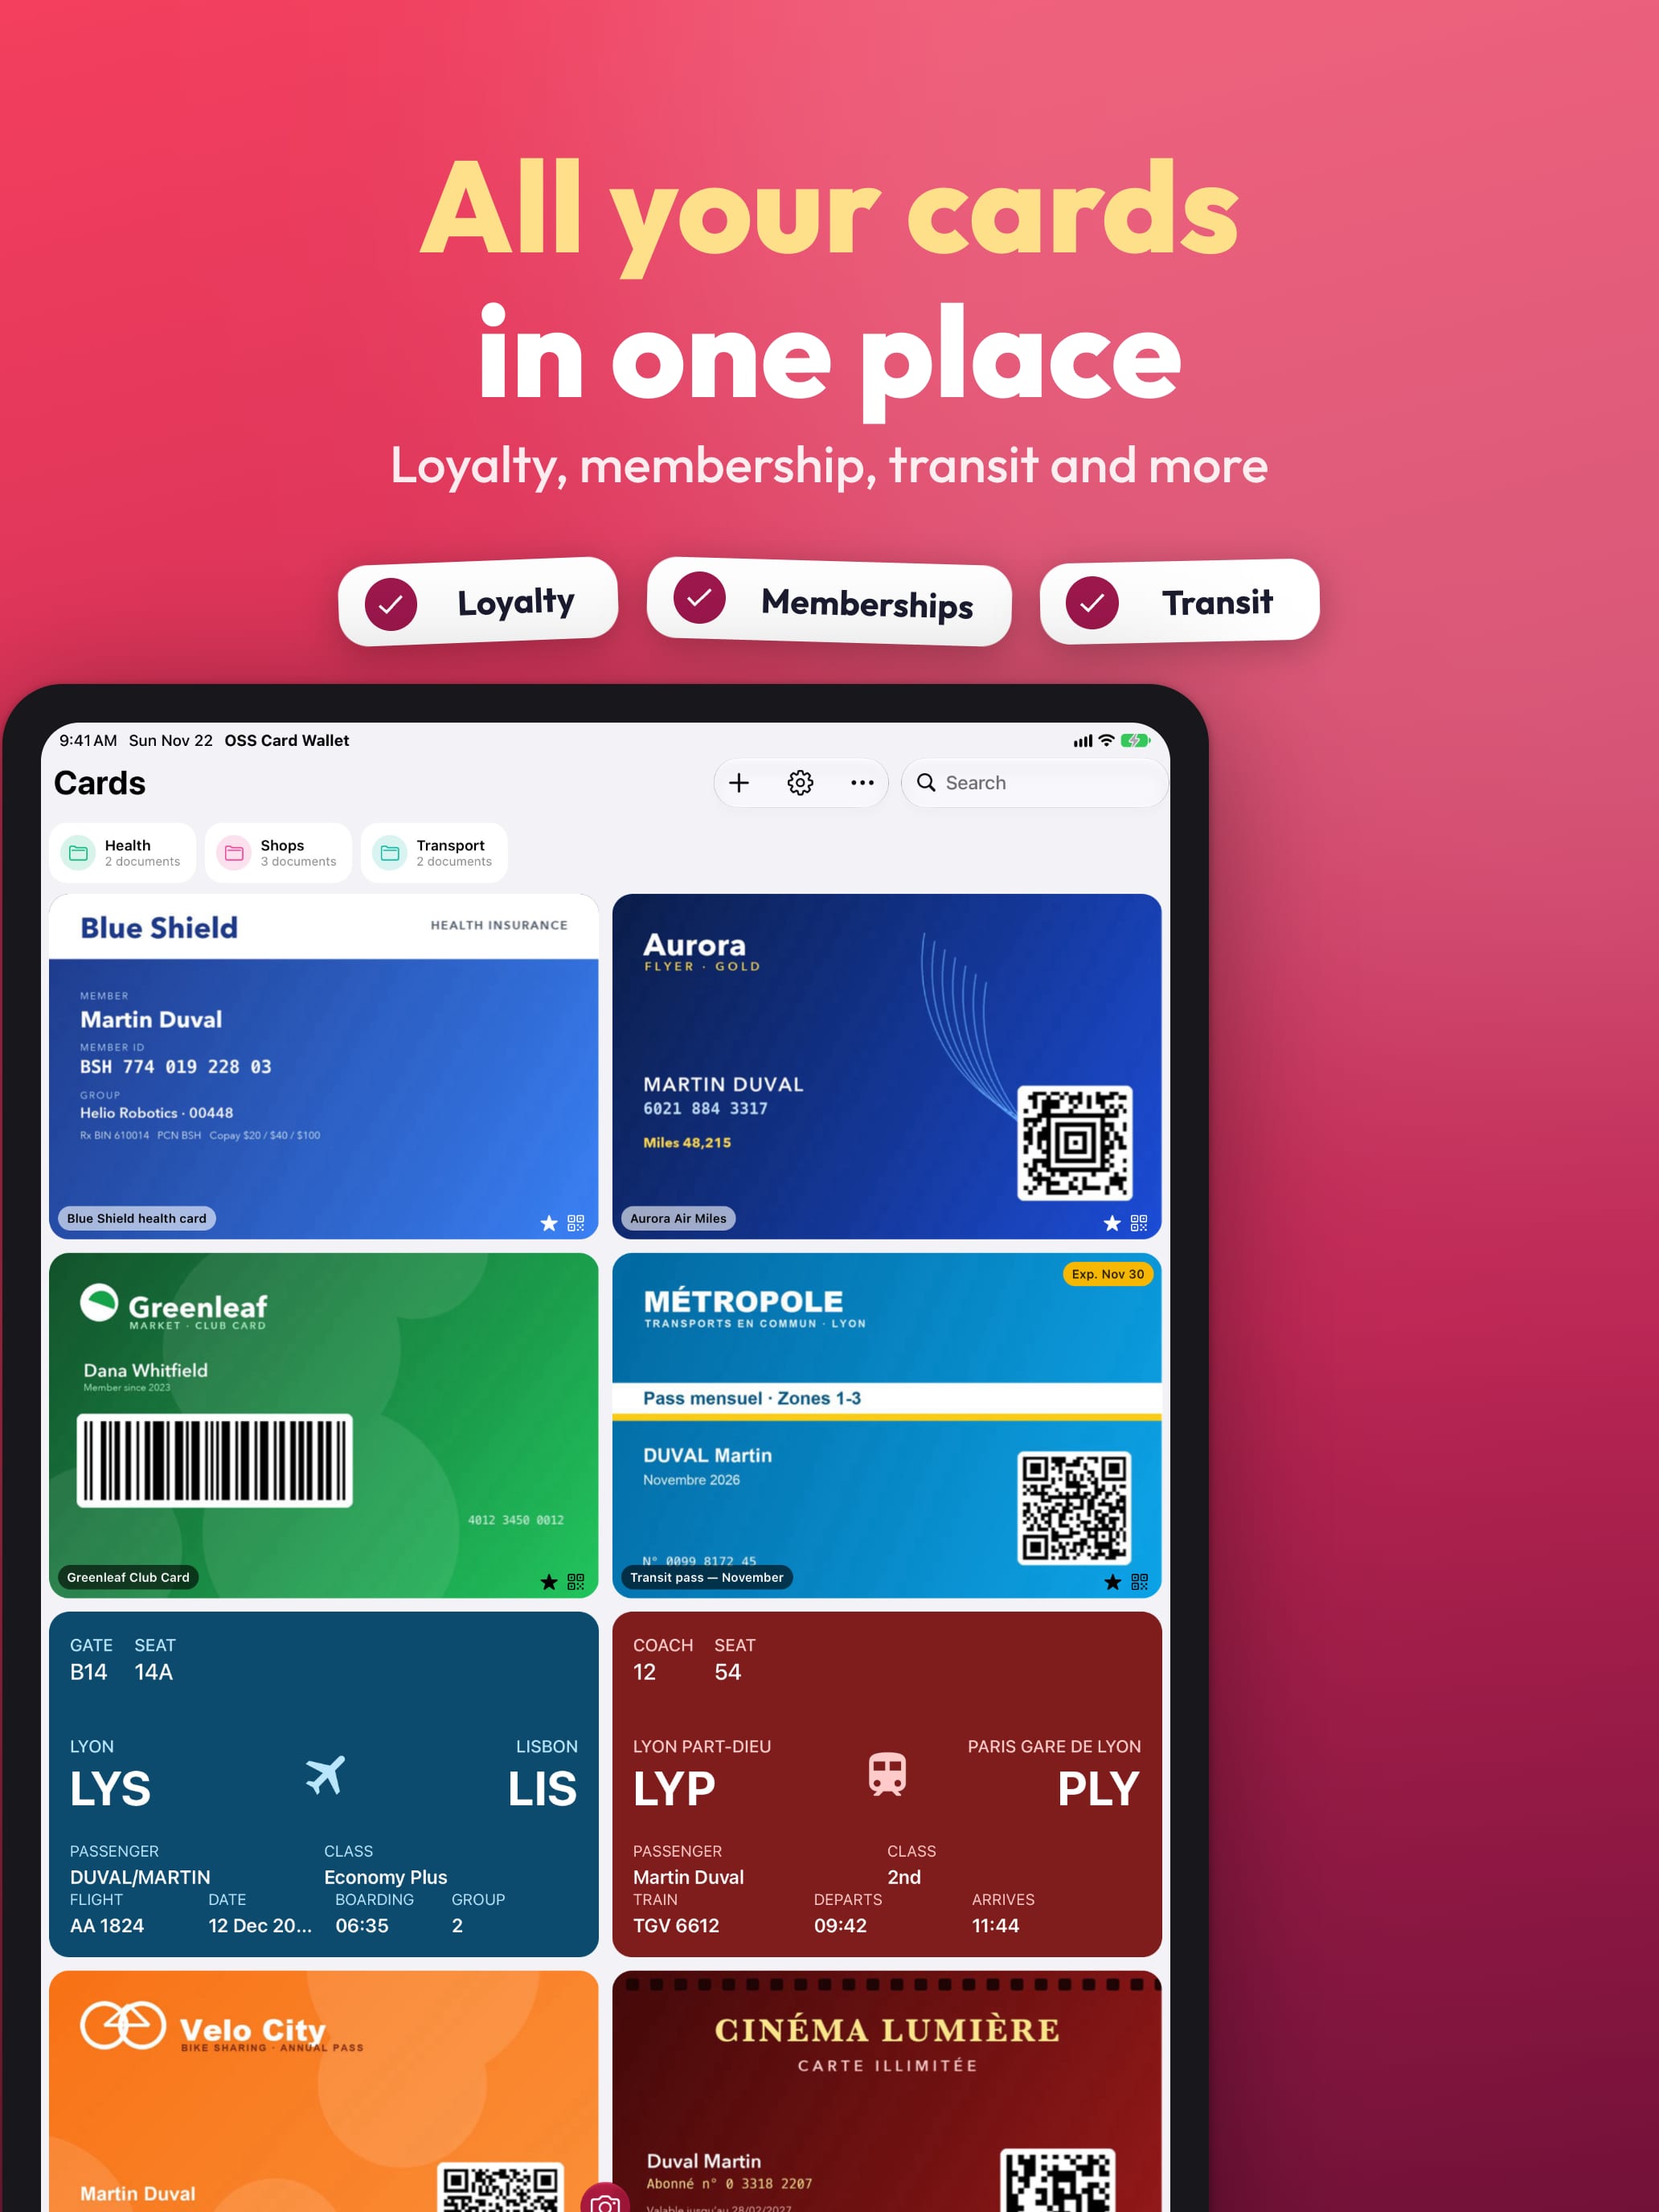 All your cards
in one place
Loyalty, membership, transit and more
Loyalty
Memberships
Transit
9:41 AM Sun Nov 22 OSS Card Wallet
Cards
Search
Health
2 documents
Shops
3 documents
Transport
2 documents
Blue Shield
HEALTH INSURANCE
MEMBER
Martin Duval
MEMBER ID
BSH 774 019 228 03
GROUP
Helio Robotics · 00448
Rx BIN 610014 PCN BSH Copay $20 / $40 / $100
Blue Shield health card
Aurora
FLYER · GOLD
MARTIN DUVAL
6021 884 3317
Miles 48,215
Aurora Air Miles
Greenleaf
MARKET · CLUB CARD
Dana Whitfield
Member since 2023
4012 3450 0012
Greenleaf Club Card
Exp. Nov 30
MÉTROPOLE
TRANSPORTS EN COMMUN · LYON
Pass mensuel · Zones 1-3
DUVAL Martin
Novembre 2026
N° 0099 8172 45
Transit pass — November
GATE SEAT
B14 14A
LYON LISBON
LYS LIS
PASSENGER CLASS
DUVAL/MARTIN Economy Plus
FLIGHT DATE BOARDING GROUP
AA 1824 12 Dec 20... 06:35 2
COACH SEAT
12 54
LYON PART-DIEU PARIS GARE DE LYON
LYP PLY
PASSENGER CLASS
Martin Duval 2nd
TRAIN DEPARTS ARRIVES
TGV 6612 09:42 11:44
Velo City
BIKE SHARING · ANNUAL PASS
Martin Duval
CINÉMA LUMIÈRE
CARTE ILLIMITÉE
Duval Martin
Abonné n° 0 3318 2207
Valable jusqu'au 28/02/2027